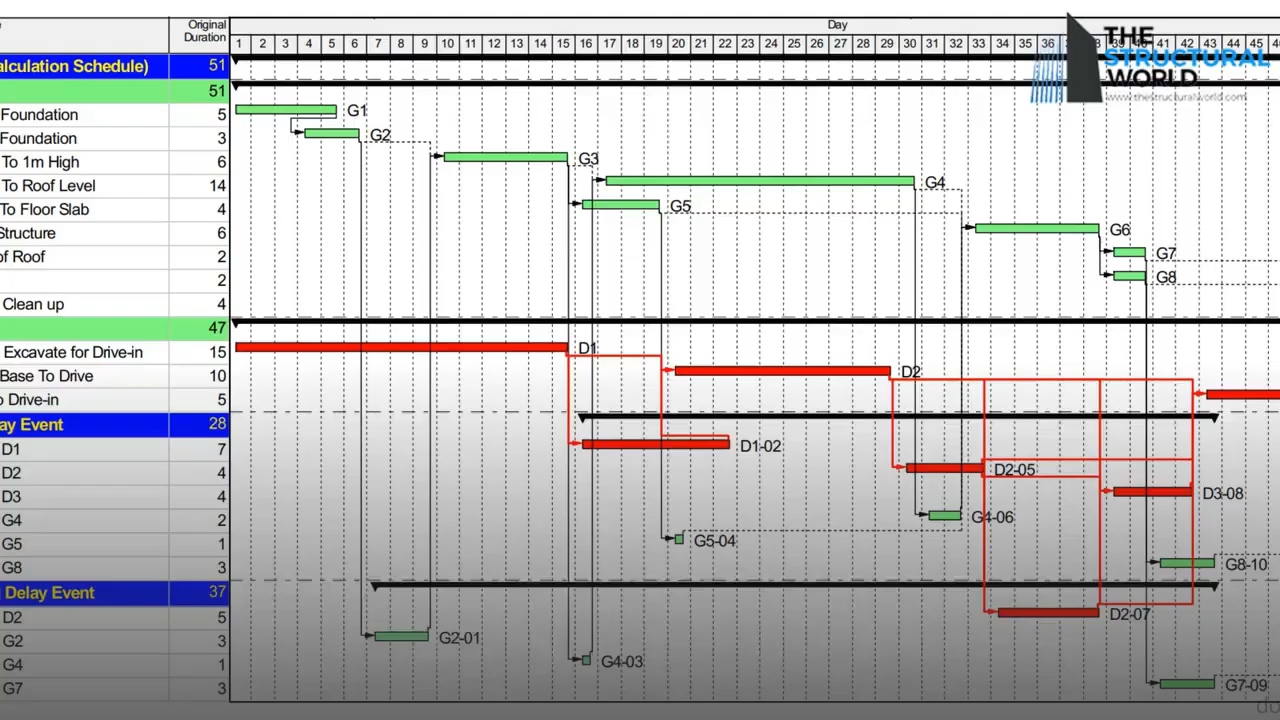 Original
Duration
Day
1 2 3 4 5 6 7 8 9 10 11 12 13 14 15 16 17 18 19 20 21 22 23 24 25 26 27 28 29 30 31 32 33 34 35 36 37 38 39 40 41 42 43 44 45
THE
STRUCTURAL
WORLD
www.thestructuralworld.com
alculation Schedule) 51
51
Foundation 5 G1
Foundation 3 G2
To 1m High 6 G3
To Roof Level 14 G4
To Floor Slab 4 G5
Structure 6 G6
of Roof 2 G7
2 G8
Clean up 4
47
Excavate for Drive-in 15 D1
Base To Drive 10 D2
o Drive-in 5
ay Event 28
D1 7 D1-02
D2 4 D2-05
D3 4 D3-08
G4 2 G4-06
G5 1 G5-04
G8 3 G8-10
Delay Event 37
D2 5 D2-07
G2 3 G2-01
G4 1 G4-03
G7 3 G7-09